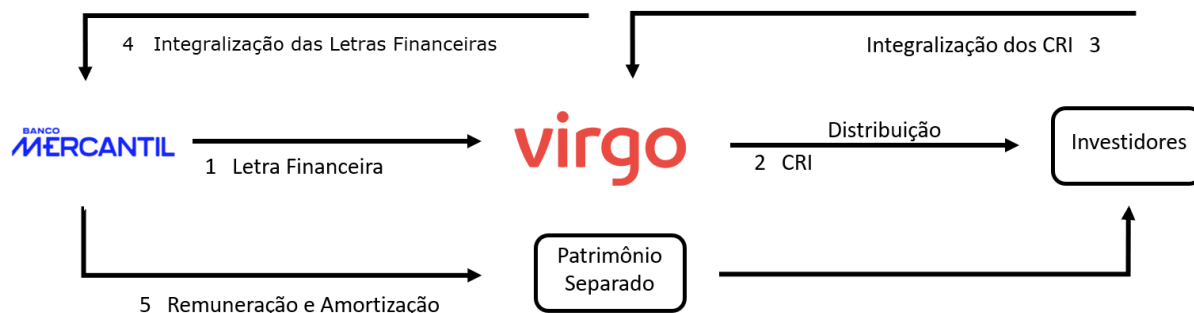 4 Integralização das Letras Financeiras
Integralização dos CRI 3
BANCO
MERCANTIL
1 Letra Financeira
virgo
Distribuição
2 CRI
Investidores
Patrimônio
Separado
5 Remuneração e Amortização